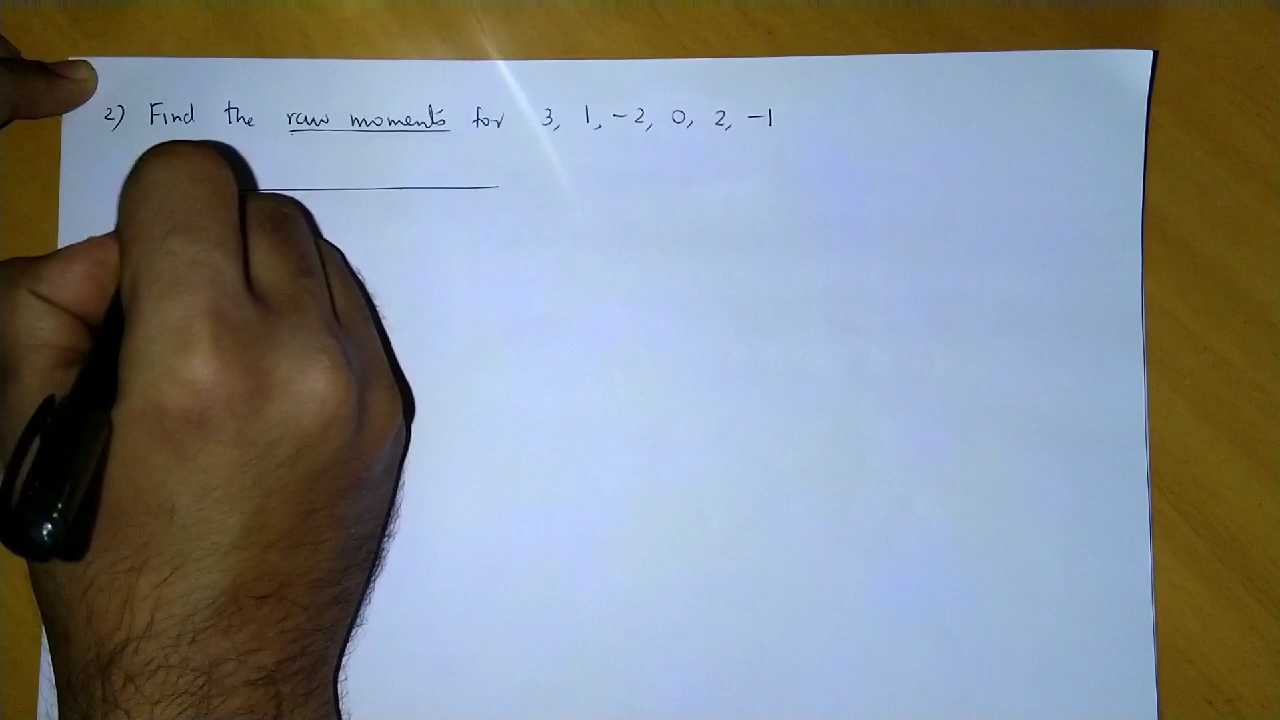 2) Find the raw moments for 3, 1, -2, 0, 2, -1